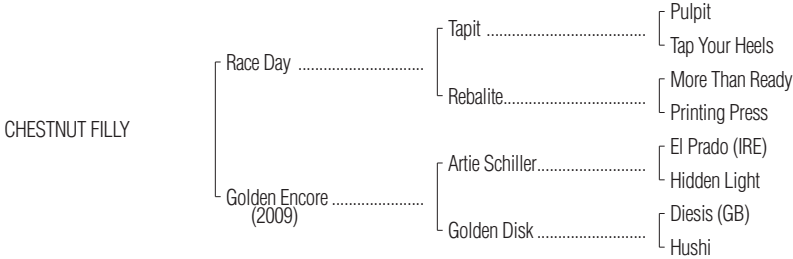 Pulpit
Tapit ......................................
Tap Your Heels
Race Day ..............................
More Than Ready
Rebalite..................................
Printing Press
CHESTNUT FILLY
El Prado (IRE)
Artie Schiller..........................
Hidden Light
Golden Encore ......................
(2009)
Diesis (GB)
Golden Disk ..........................
Hushi